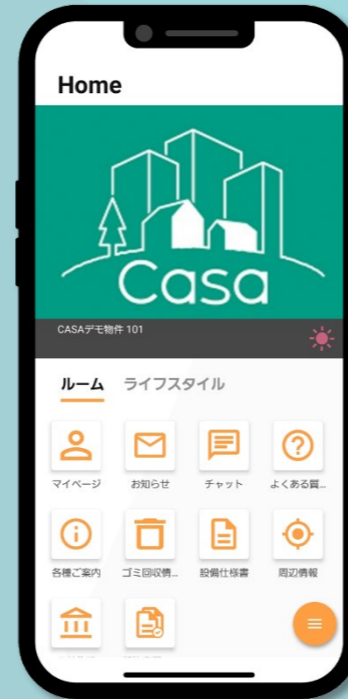 Home
Casa
CASAデモ物件 101
ルーム ライフスタイル
マイページ お知らせ チャット よくある質...
各種ご案内 ゴミ回収情... 設備仕様書 周辺情報